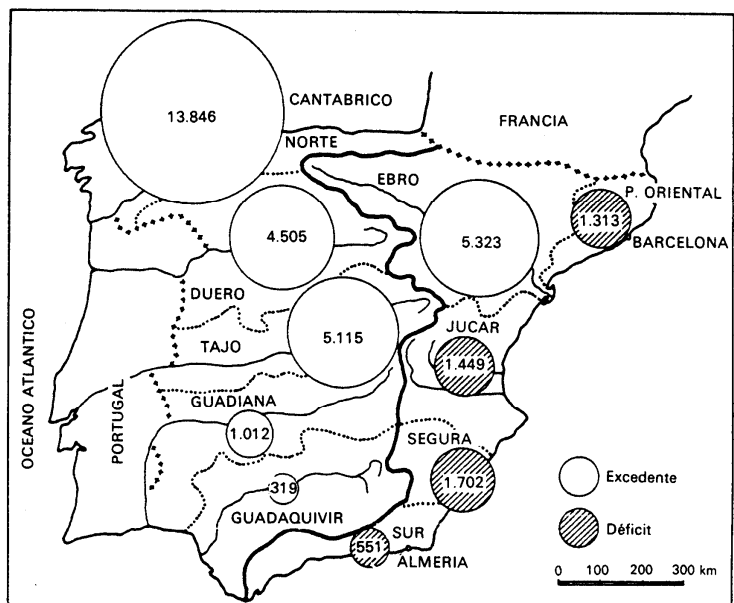 CANTABRICO
13.846
FRANCIA
NORTE
EBRO
P. ORIENTAL
1.313
4.505
5.323
BARCELONA
DUERO
JUCAR
5.115
TAJO
1.449
OCEANO ATLANTICO
PORTUGAL
GUADIANA
1.012
SEGURA
Excedente
319
1.702
GUADAQUIVIR
SUR
Déficit
551
ALMERIA
0 100 200 300 km